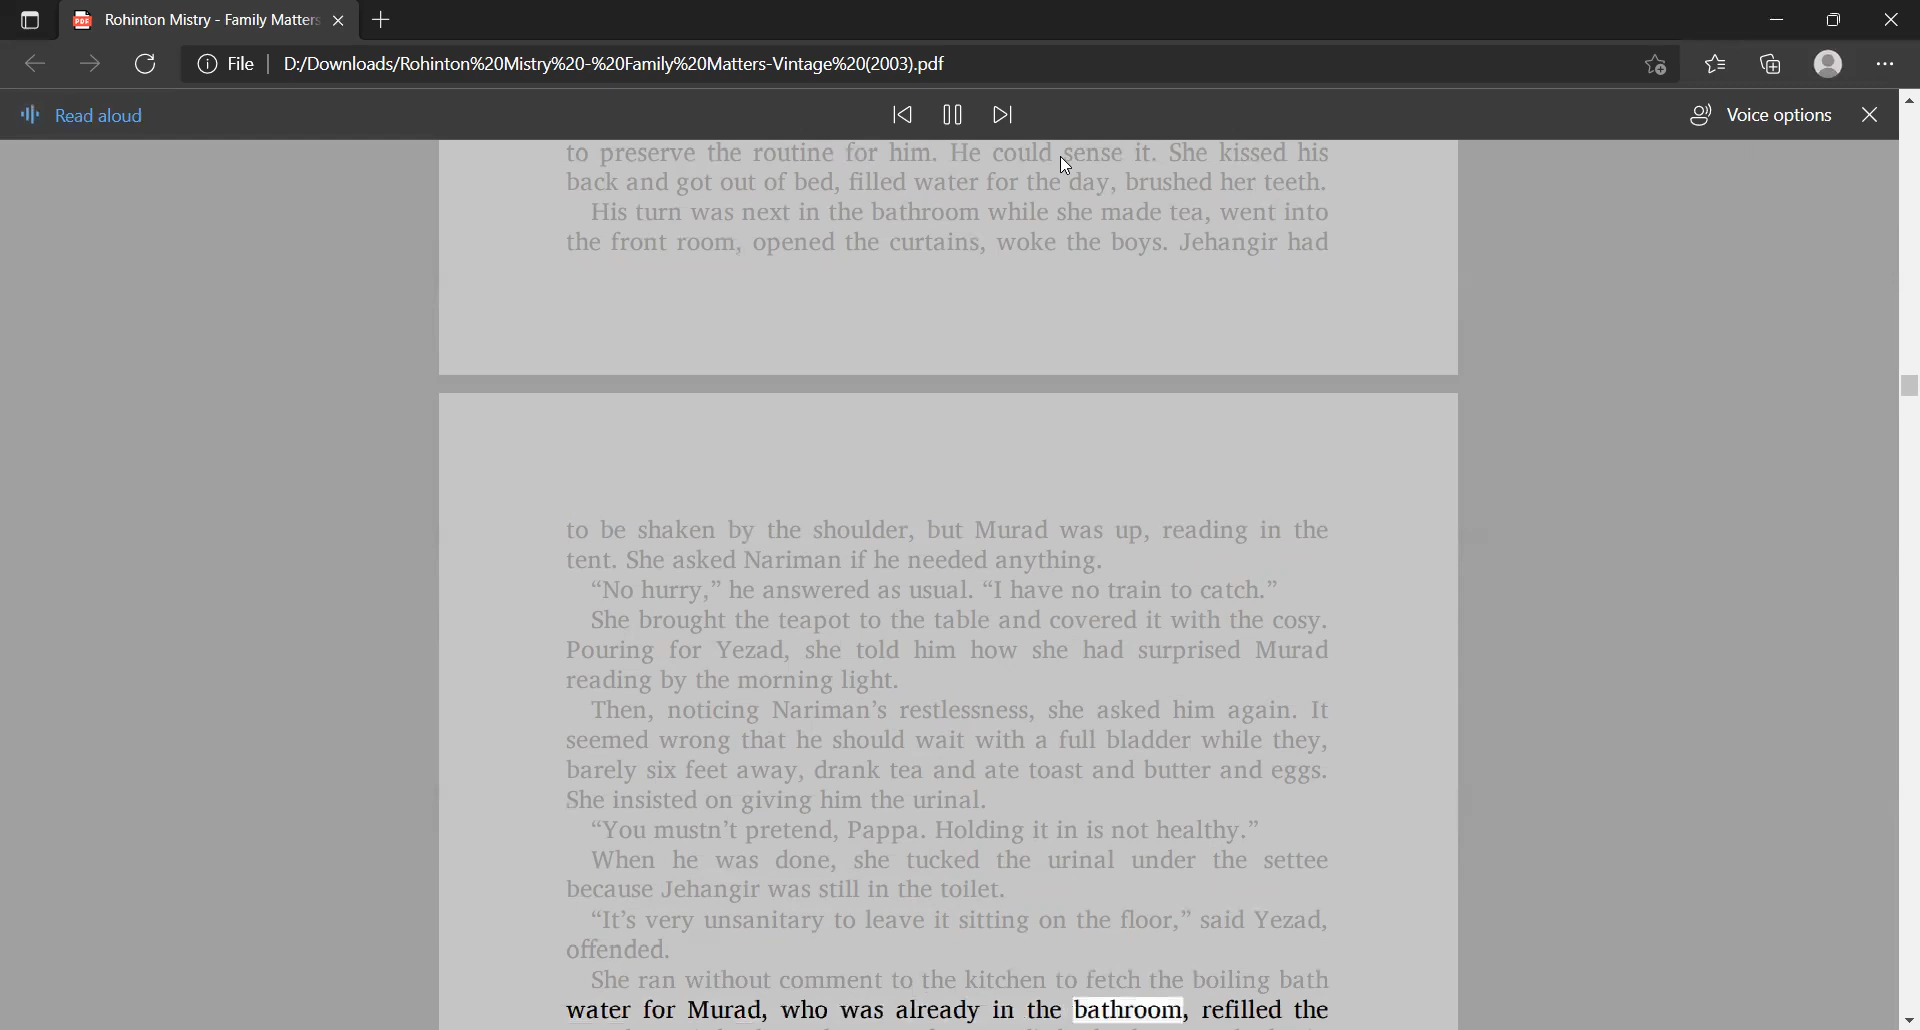 Rohinton Mistry - Family Matters
File D:/Downloads/Rohinton%20Mistry%20-%20Family%20Matters-Vintage%20(2003).pdf
Read aloud
Voice options
to preserve the routine for him. He could sense it. She kissed his
back and got out of bed, filled water for the day, brushed her teeth.
His turn was next in the bathroom while she made tea, went into
the front room, opened the curtains, woke the boys. Jehangir had
to be shaken by the shoulder, but Murad was up, reading in the
tent. She asked Nariman if he needed anything.
“No hurry,” he answered as usual. “I have no train to catch.”
She brought the teapot to the table and covered it with the cosy.
Pouring for Yezad, she told him how she had surprised Murad
reading by the morning light.
Then, noticing Nariman’s restlessness, she asked him again. It
seemed wrong that he should wait with a full bladder while they,
barely six feet away, drank tea and ate toast and butter and eggs.
She insisted on giving him the urinal.
“You mustn’t pretend, Pappa. Holding it in is not healthy.”
When he was done, she tucked the urinal under the settee
because Jehangir was still in the toilet.
“It’s very unsanitary to leave it sitting on the floor,” said Yezad,
offended.
She ran without comment to the kitchen to fetch the boiling bath
water for Murad, who was already in the bathroom, refilled the